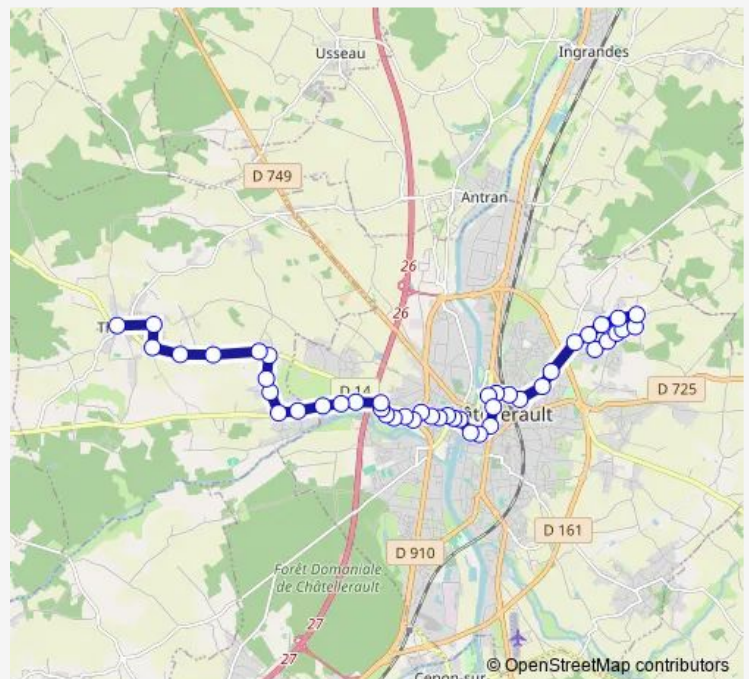 Usseau
Ingrandes
D 749
Antran
26
26
D 14
D 725
D 161
D 910
Forêt Domaniale
de Châtellerault
27
27
© OpenStreetMap contributors